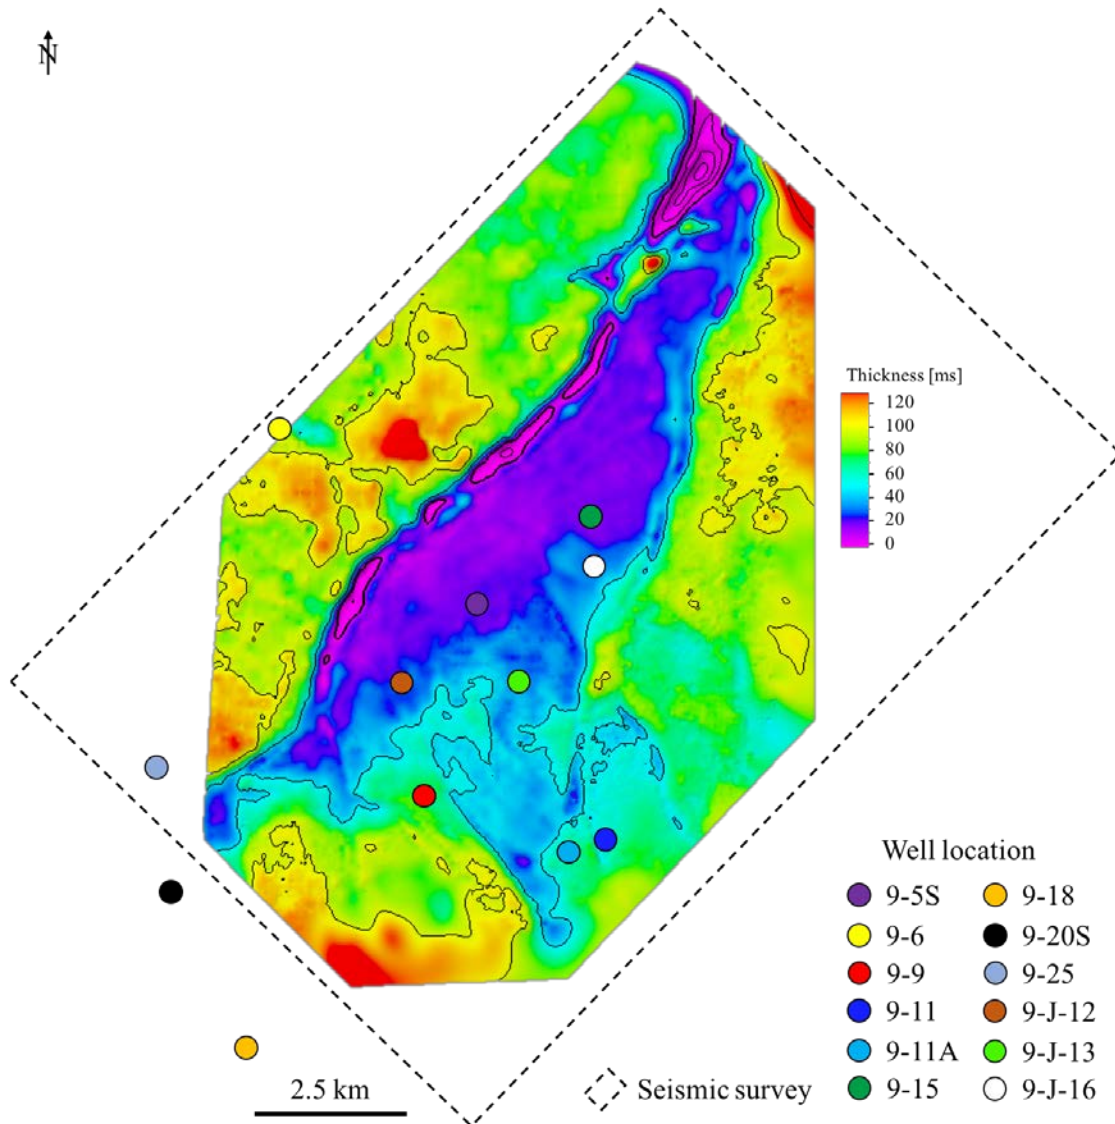 N
Thickness [ms]
120
100
80
60
40
20
0
Well location
9-5S
9-18
9-6
9-20S
9-9
9-25
9-11
9-J-12
9-11A
9-J-13
9-15
9-J-16
2.5 km
Seismic survey